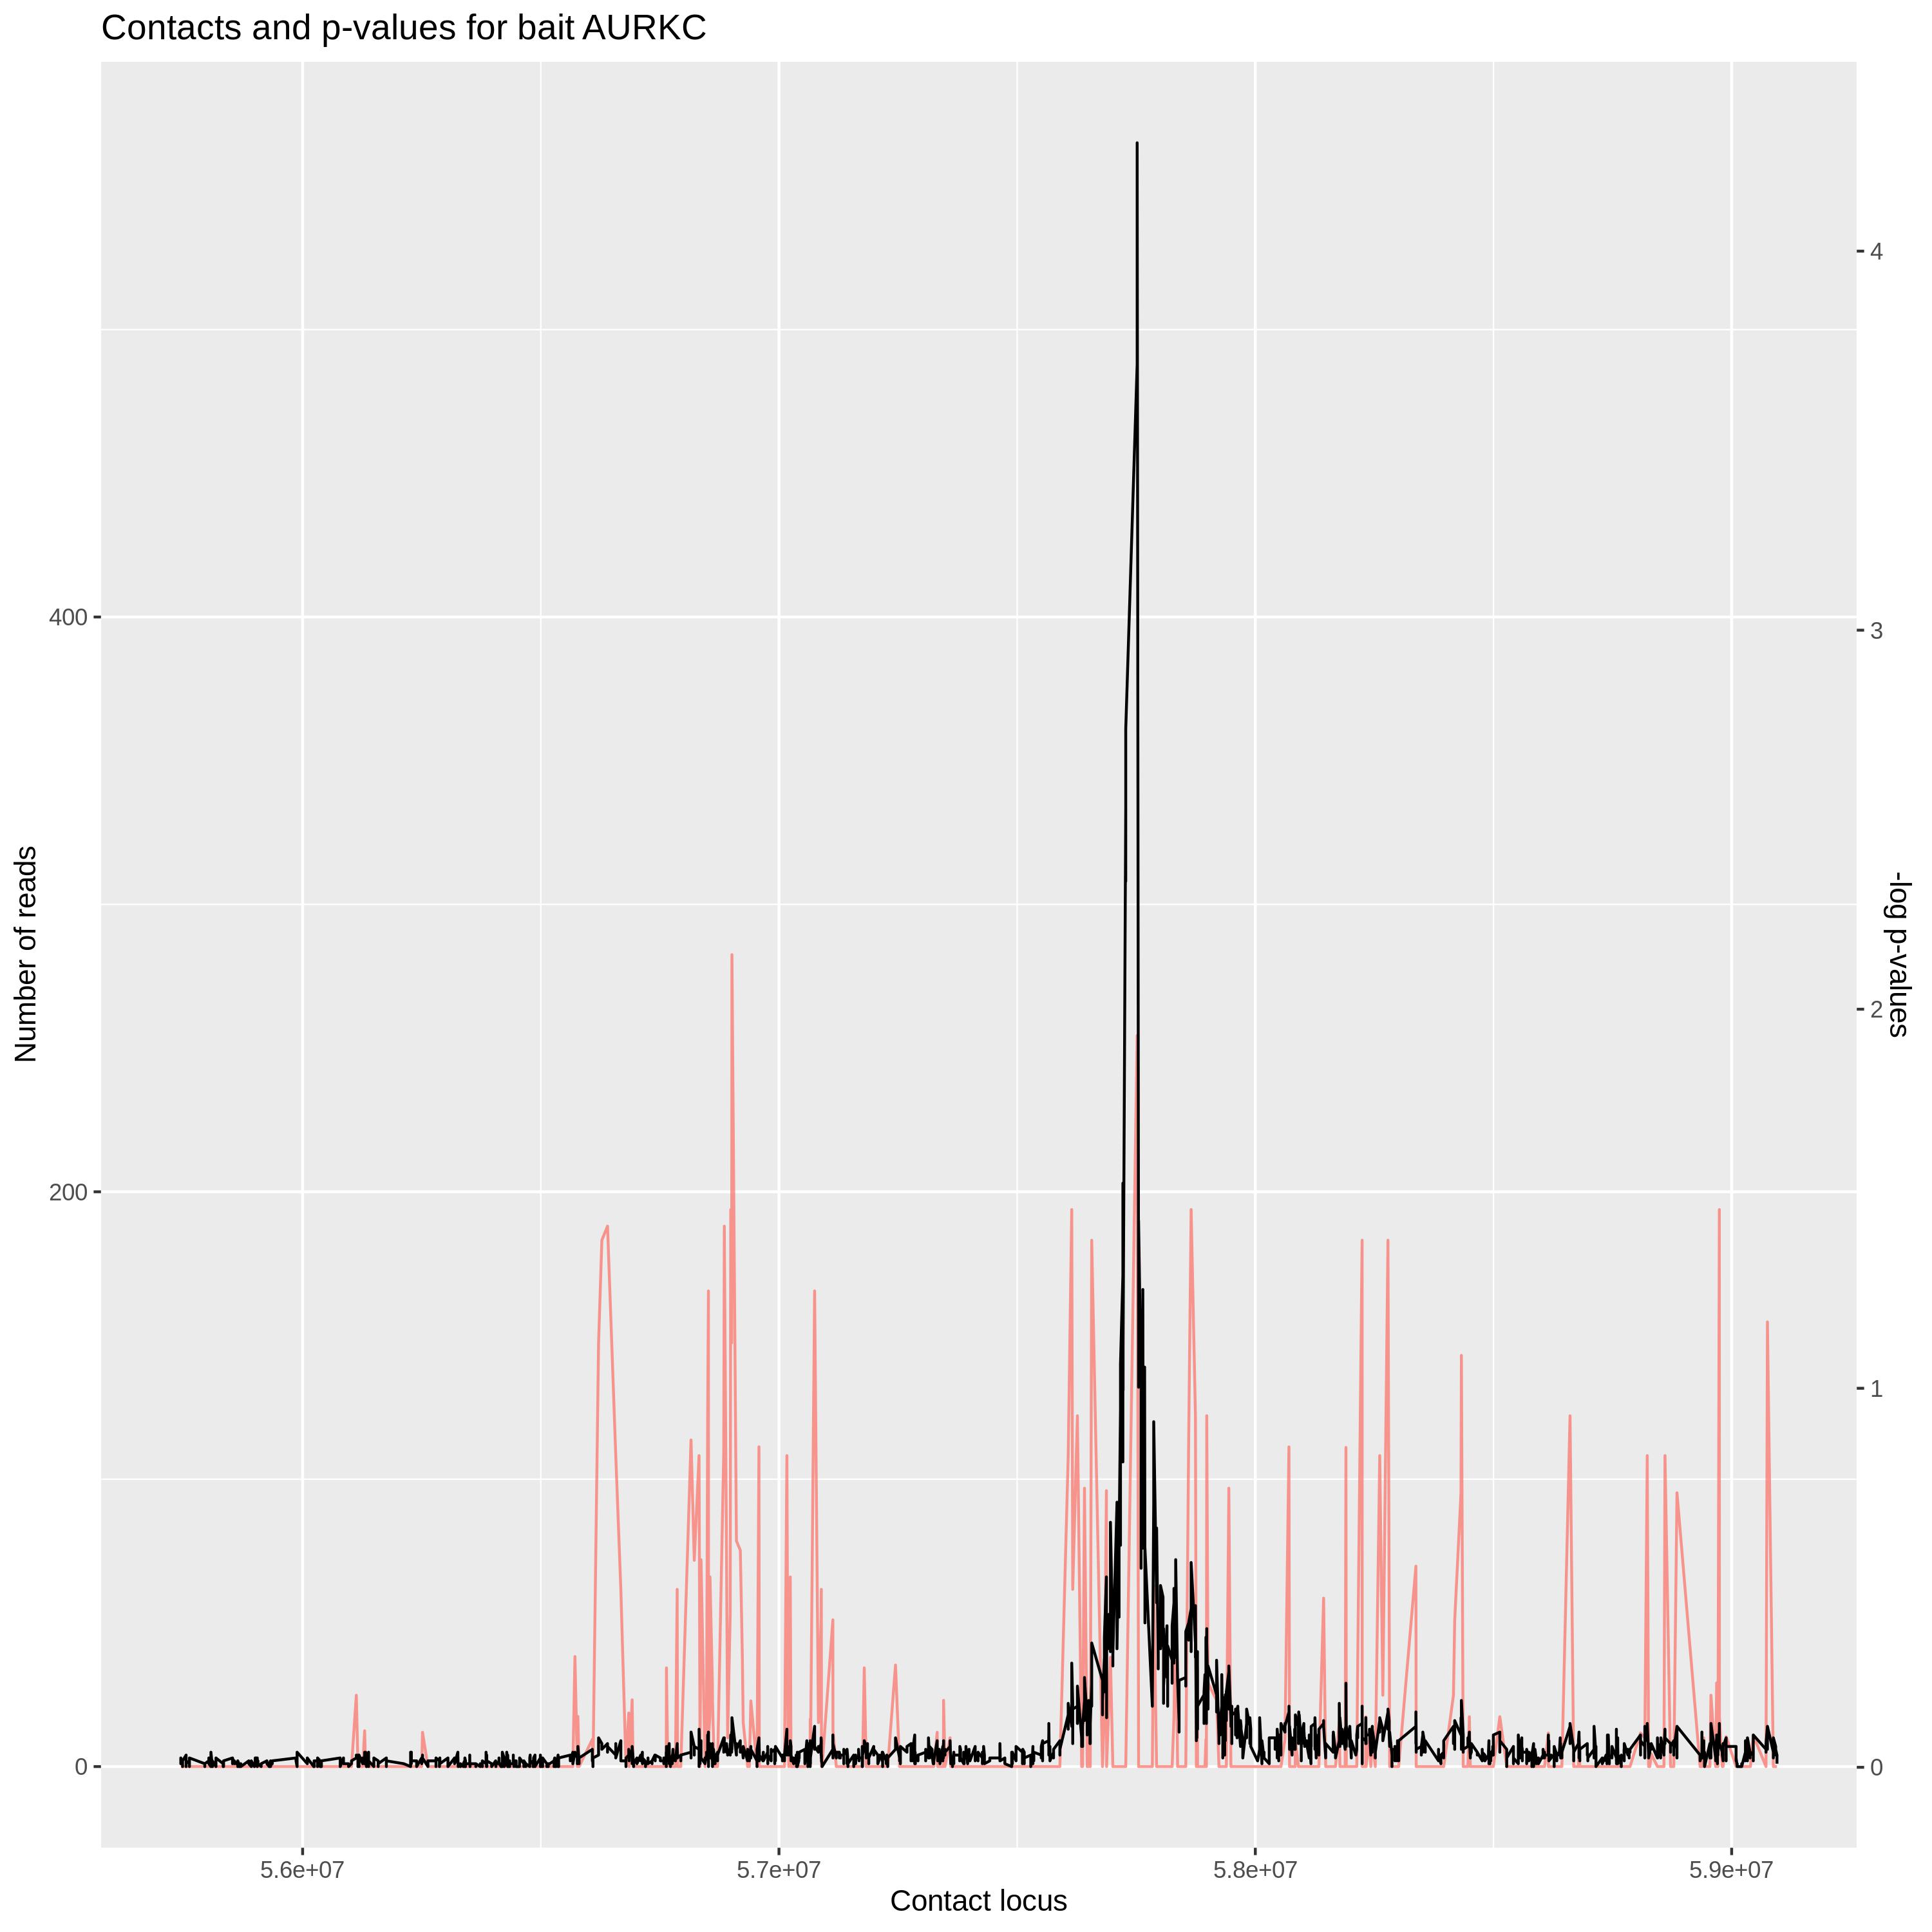 Contacts and p-values for bait AURKC
Number of reads
400
200
0
4
3
2
1
0
-log p-values
5.6e+07
5.7e+07
5.8e+07
5.9e+07
Contact locus